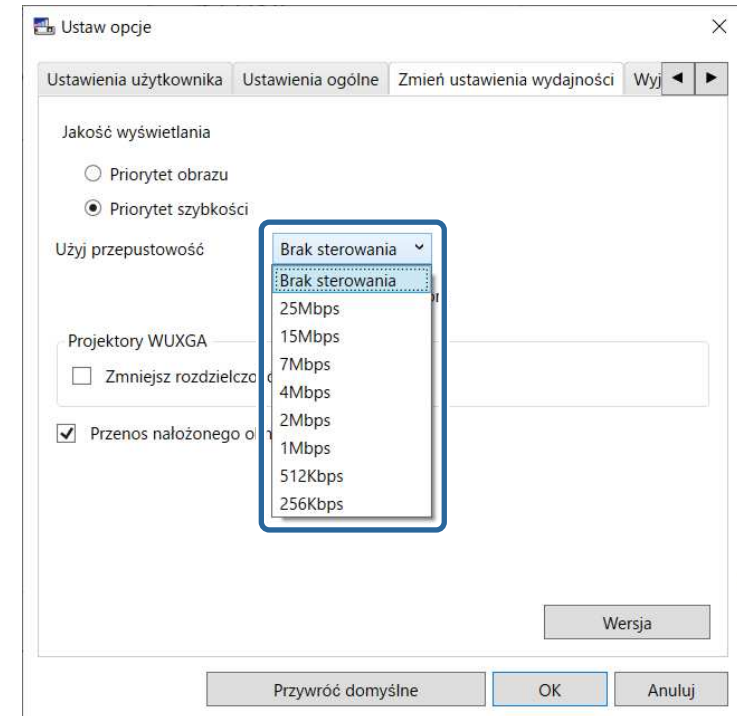 Ustaw opcje
Ustawienia użytkownika Ustawienia ogólne Zmień ustawienia wydajności Wyj
Jakość wyświetlania
Priorytet obrazu
Priorytet szybkości
Użyj przepustowość Brak sterowania
Brak sterowania
25Mbps
Projektory WUXGA 15Mbps
7Mbps
Zmniejsz
4Mbps
2Mbps
Przenos nałożonego
1Mbps
512Kbps
256Kbps
Wersja
Przywróć domyślne OK Anuluj